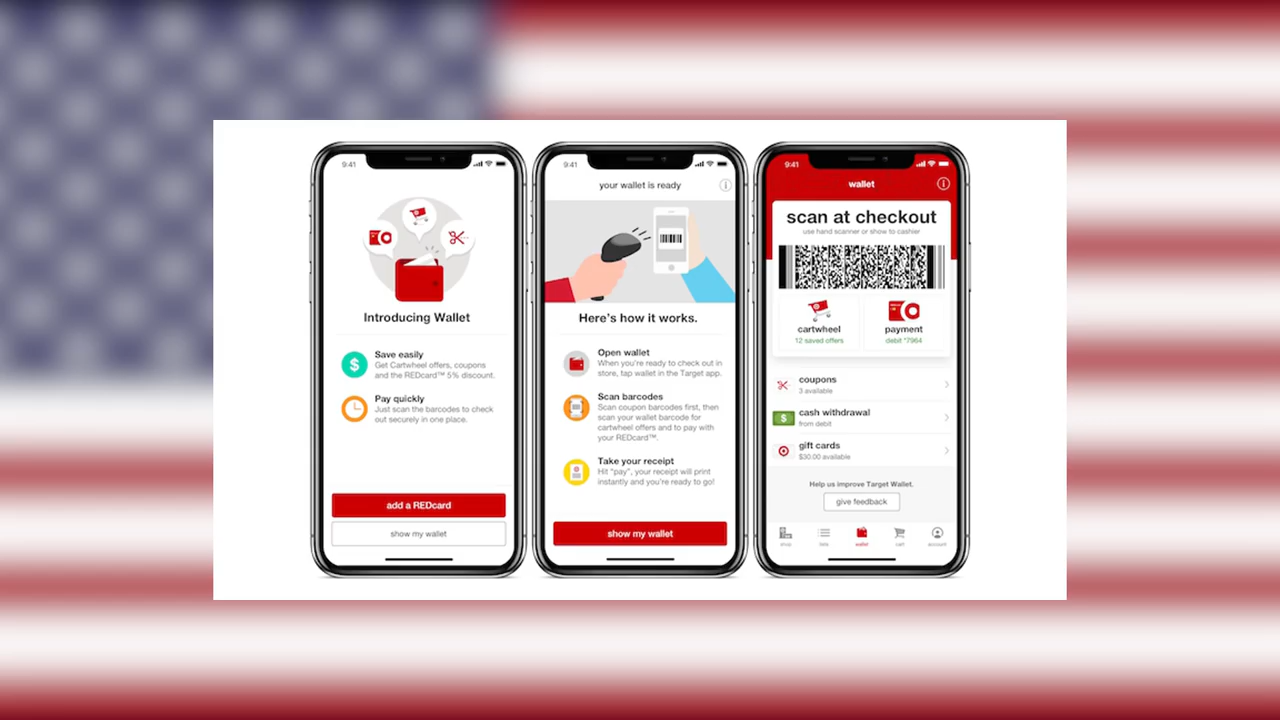 9:41
Introducing Wallet
Save easily
Get Cartwheel offers, coupons
and the REDcard™ 5% discount.
Pay quickly
Just scan the barcodes to check
out securely in one place.
add a REDcard
show my wallet
9:41
your wallet is ready
Here's how it works.
Open wallet
When you're ready to check out in
store, tap wallet in the Target app.
Scan barcodes
Scan coupon barcodes first, then
scan your wallet barcode for
cartwheel offers and to pay with
your REDcard™.
Take your receipt
Hit "pay", your receipt will print
instantly and you're ready to go!
show my wallet
9:41
wallet
scan at checkout
use hand scanner or show to cashier
cartwheel
12 saved offers
payment
debit *7964
coupons
3 available
cash withdrawal
from debit
gift cards
$30.00 available
Help us improve Target Wallet.
give feedback
shop lists wallet cart account